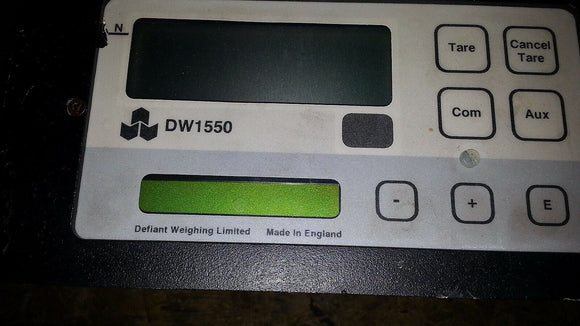 N
Tare
Cancel
Tare
Com
Aux
DW1550
-
+
E
Defiant Weighing Limited Made In England